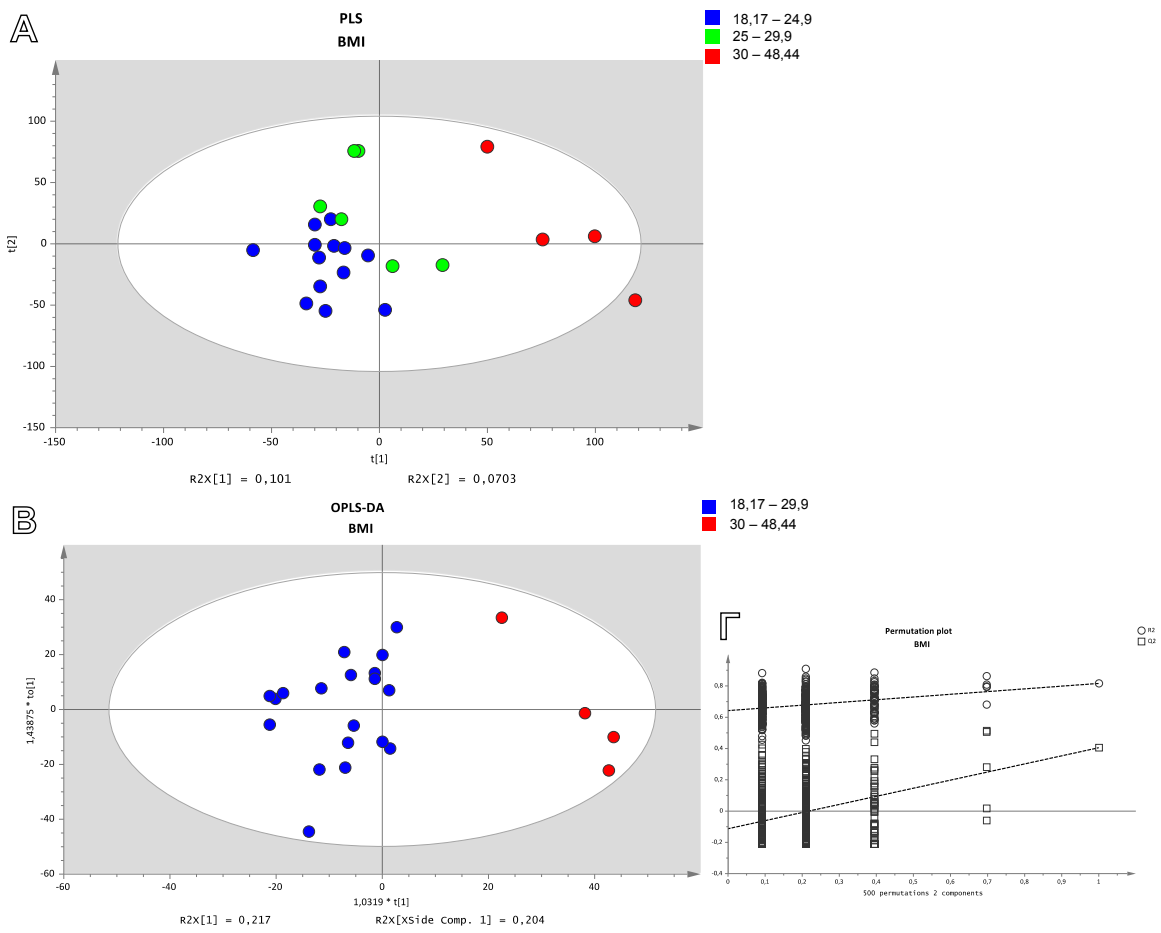 A
PLS
BMI
18,17 – 24,9
25 – 29,9
30 – 48,44
100
50
0
-50
-100
-150
t[2]
-150
-100
-50
0
50
100
t[1]
R2X[1] = 0,101
R2X[2] = 0,0703
B
OPLS-DA
BMI
18,17 – 29,9
30 – 48,44
40
20
0
-20
-40
-60
1,43875 * to[1]
-60
-40
-20
0
20
40
1,0319 * t[1]
R2X[1] = 0,217
R2X[XSide Comp. 1] = 0,204
Γ
Permutation plot
BMI
R2
Q2
0,8
0,6
0,4
0,2
0
-0,2
-0,4
0
0,1
0,2
0,3
0,4
0,5
0,6
0,7
0,8
0,9
1
500 permutations 2 components